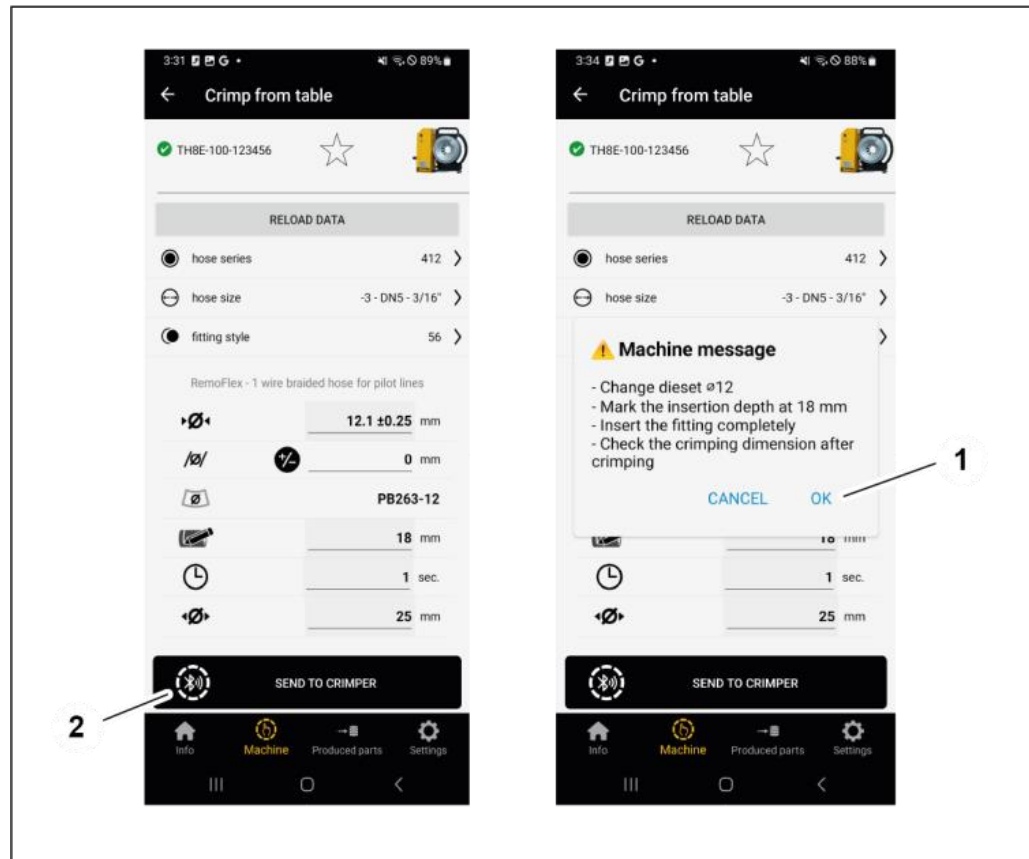 3:31 G •
89%
Crimp from table
TH8E-100-123456
RELOAD DATA
hose series 412
hose size -3 - DN5 - 3/16"
fitting style 56
RemoFlex - 1 wire braided hose for pilot lines
▸Ø◂ 12.1 ±0.25 mm
/Ø/ +/- 0 mm
Ø PB263-12
18 mm
1 sec.
◂Ø▸ 25 mm
SEND TO CRIMPER
2
Info Machine Produced parts Settings
3:34 G •
88%
Crimp from table
TH8E-100-123456
RELOAD DATA
hose series 412
hose size -3 - DN5 - 3/16"
Machine message
- Change dieset ø12
- Mark the insertion depth at 18 mm
- Insert the fitting completely
- Check the crimping dimension after
crimping
CANCEL OK
1
18 mm
1 sec.
◂Ø▸ 25 mm
SEND TO CRIMPER
Info Machine Produced parts Settings